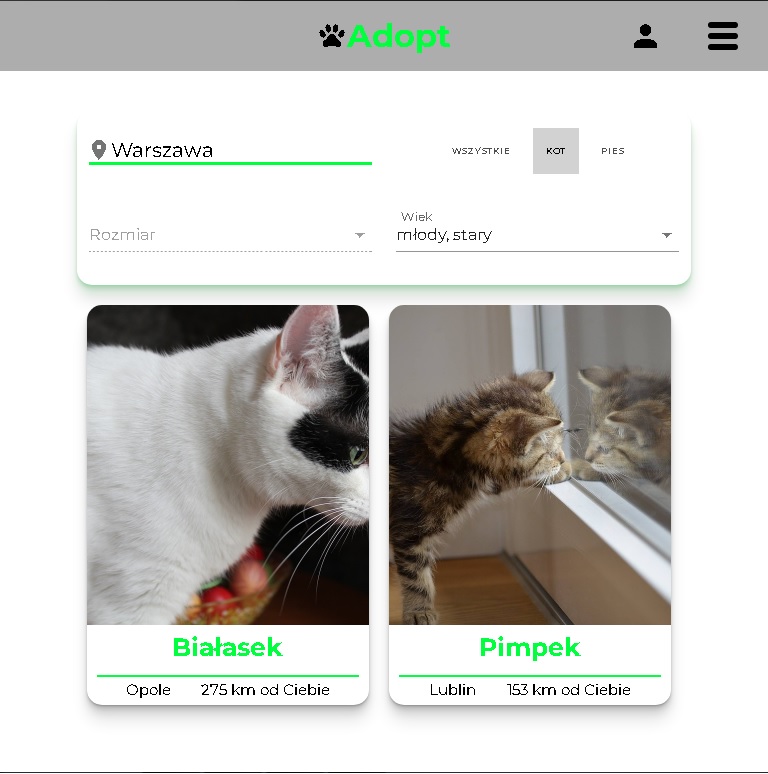 Adopt
Warszawa
WSZYSTKIE KOT PIES
Wiek
Rozmiar młody, stary
Białasek Pimpek
Opole 275 km od Ciebie Lublin 153 km od Ciebie